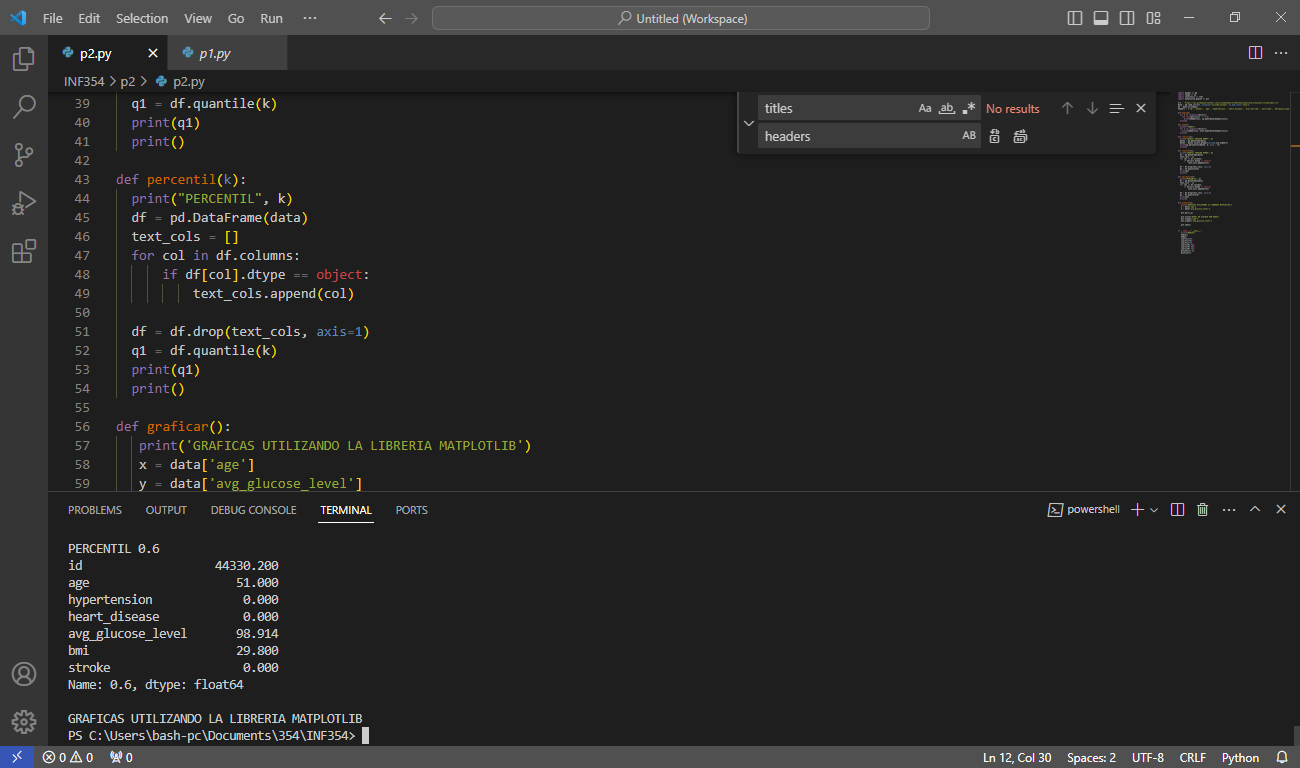 File Edit Selection View Go Run ··· Untitled (Workspace)
p2.py p1.py
INF354 > p2 > p2.py
39 q1 = df.quantile(k)
40 print(q1)
41 print()
42
43 def percentil(k):
44 print("PERCENTIL", k)
45 df = pd.DataFrame(data)
46 text_cols = []
47 for col in df.columns:
48 if df[col].dtype == object:
49 text_cols.append(col)
50
51 df = df.drop(text_cols, axis=1)
52 q1 = df.quantile(k)
53 print(q1)
54 print()
55
56 def graficar():
57 print('GRAFICAS UTILIZANDO LA LIBRERIA MATPLOTLIB')
58 x = data['age']
59 y = data['avg_glucose_level']
titles Aa ab .* No results
headers AB
PROBLEMS OUTPUT DEBUG CONSOLE TERMINAL PORTS powershell
PERCENTIL 0.6
id 44330.200
age 51.000
hypertension 0.000
heart_disease 0.000
avg_glucose_level 98.914
bmi 29.800
stroke 0.000
Name: 0.6, dtype: float64
GRAFICAS UTILIZANDO LA LIBRERIA MATPLOTLIB
PS C:\Users\bash-pc\Documents\354\INF354>
0 0 0 Ln 12, Col 30 Spaces: 2 UTF-8 CRLF Python